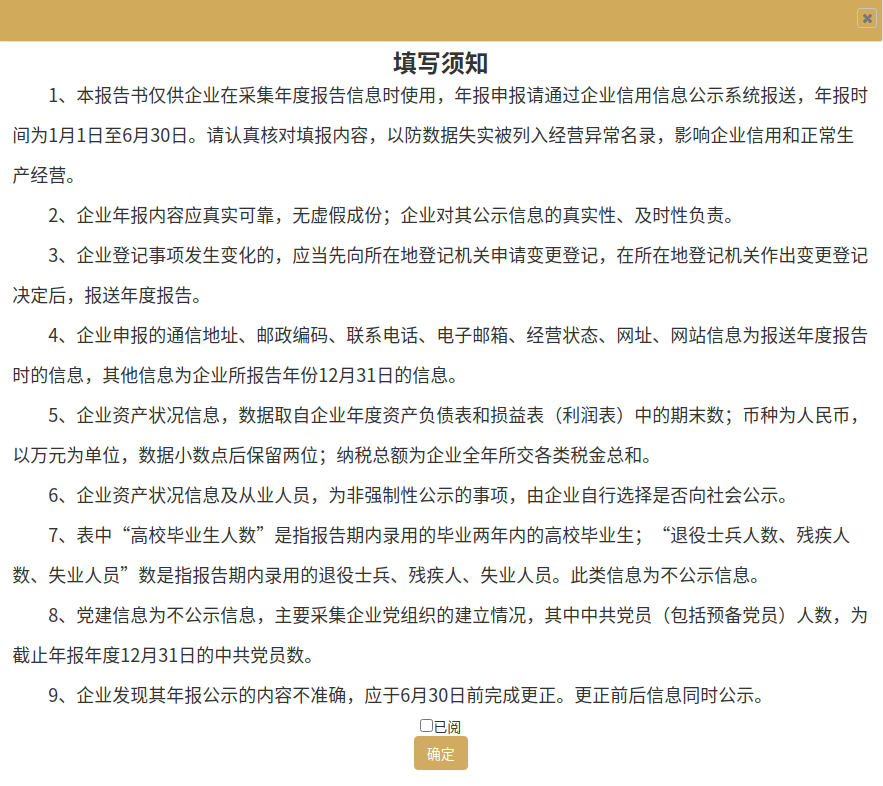 填写须知
1、本报告书仅供企业在采集年度报告信息时使用，年报申报请通过企业信用信息公示系统报送，年报时
间为1月1日至6月30日。请认真核对填报内容，以防数据失实被列入经营异常名录，影响企业信用和正常生
产经营。
2、企业年报内容应真实可靠，无虚假成份；企业对其公示信息的真实性、及时性负责。
3、企业登记事项发生变化的，应当先向所在地登记机关申请变更登记，在所在地登记机关作出变更登记
决定后，报送年度报告。
4、企业申报的通信地址、邮政编码、联系电话、电子邮箱、经营状态、网址、网站信息为报送年度报告
时的信息，其他信息为企业所报告年份12月31日的信息。
5、企业资产状况信息，数据取自企业年度资产负债表和损益表（利润表）中的期末数；币种为人民币，
以万元为单位，数据小数点后保留两位；纳税总额为企业全年所交各类税金总和。
6、企业资产状况信息及从业人员，为非强制性公示的事项，由企业自行选择是否向社会公示。
7、表中“高校毕业生人数”是指报告期内录用的毕业两年内的高校毕业生；“退役士兵人数、残疾人
数、失业人员”数是指报告期内录用的退役士兵、残疾人、失业人员。此类信息为不公示信息。
8、党建信息为不公示信息，主要采集企业党组织的建立情况，其中中共党员（包括预备党员）人数，为
截止年报年度12月31日的中共党员数。
9、企业发现其年报公示的内容不准确，应于6月30日前完成更正。更正前后信息同时公示。
已阅
确定